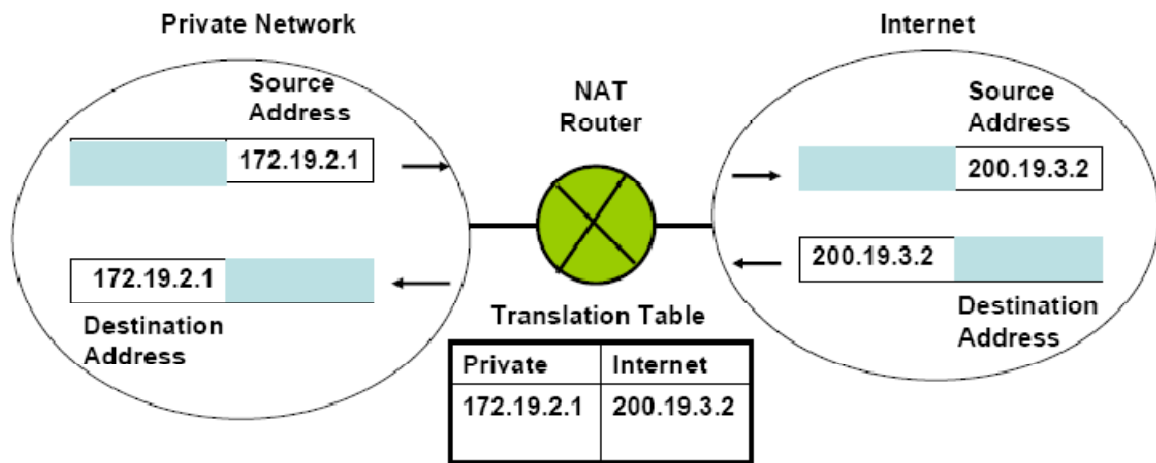 Private Network
Internet
Source
Address
172.19.2.1
172.19.2.1
Destination
Address
NAT
Router
Translation Table
Private Internet
172.19.2.1 200.19.3.2
Source
Address
200.19.3.2
200.19.3.2
Destination
Address